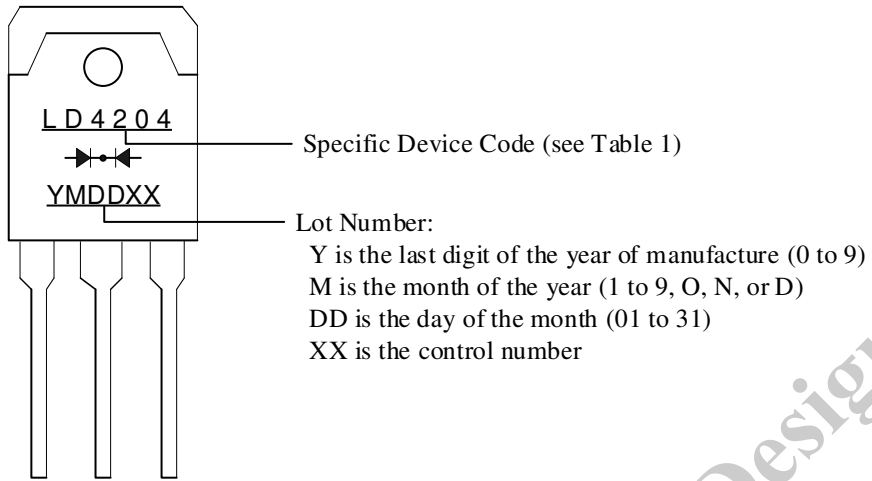 LD4204
YMDDXX
Specific Device Code (see Table 1)
Lot Number:
Y is the last digit of the year of manufacture (0 to 9)
M is the month of the year (1 to 9, O, N, or D)
DD is the day of the month (01 to 31)
XX is the control number
Design